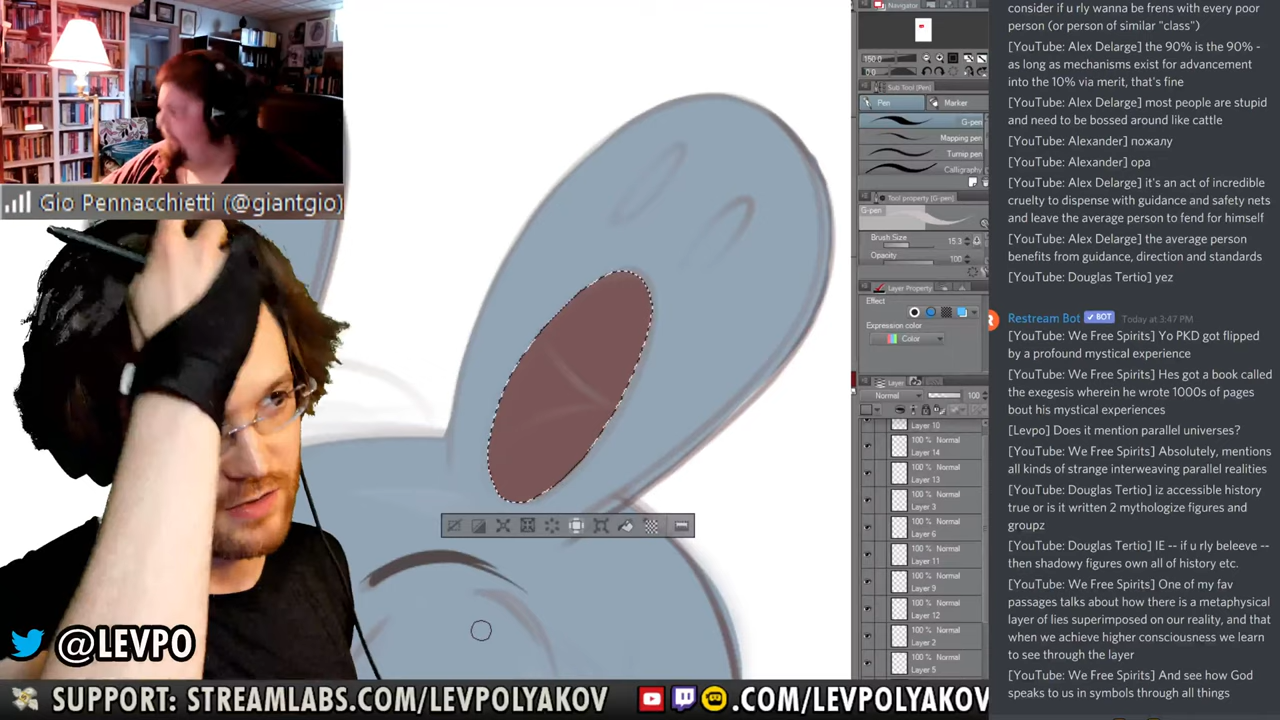 Gio Pennacchietti (@giantgio)
@LEVPO
SUPPORT: STREAMLABS.COM/LEVPOLYAKOV
.COM/LEVPOLYAKOV
Navigator
150.0
0.0
Sub Tool [Pen]
Pen
Marker
G-pen
Mapping pen
Turnip pen
Calligraphy
Tool property [G-pen]
G-pen
Brush Size
15.3
Opacity
100
Layer Property
Effect
Expression color
Color
Layer
Normal
100
Layer 10
100 % Normal
Layer 14
100 % Normal
Layer 13
100 % Normal
Layer 3
100 % Normal
Layer 6
100 % Normal
Layer 11
100 % Normal
Layer 9
100 % Normal
Layer 12
100 % Normal
Layer 2
100 % Normal
Layer 5
consider if u rly wanna be frens with every poor
person (or person of similar "class")
[YouTube: Alex Delarge] the 90% is the 90% -
as long as mechanisms exist for advancement
into the 10% via merit, that's fine
[YouTube: Alex Delarge] most people are stupid
and need to be bossed around like cattle
[YouTube: Alexander] пожалу
[YouTube: Alexander] opa
[YouTube: Alex Delarge] it's an act of incredible
cruelty to dispense with guidance and safety nets
and leave the average person to fend for himself
[YouTube: Alex Delarge] the average person
benefits from guidance, direction and standards
[YouTube: Douglas Tertio] yez
Restream Bot BOT Today at 3:47 PM
[YouTube: We Free Spirits] Yo PKD got flipped
by a profound mystical experience
[YouTube: We Free Spirits] Hes got a book called
the exegesis wherein he wrote 1000s of pages
bout his mystical experiences
[Levpo] Does it mention parallel universes?
[YouTube: We Free Spirits] Absolutely, mentions
all kinds of strange interweaving parallel realities
[YouTube: Douglas Tertio] iz accessible history
true or is it written 2 mythologize figures and
groupz
[YouTube: Douglas Tertio] IE -- if u rly beleeve --
then shadowy figures own all of history etc.
[YouTube: We Free Spirits] One of my fav
passages talks about how there is a metaphysical
layer of lies superimposed on our reality, and that
when we achieve higher consciousness we learn
to see through the layer
[YouTube: We Free Spirits] And see how God
speaks to us in symbols through all things